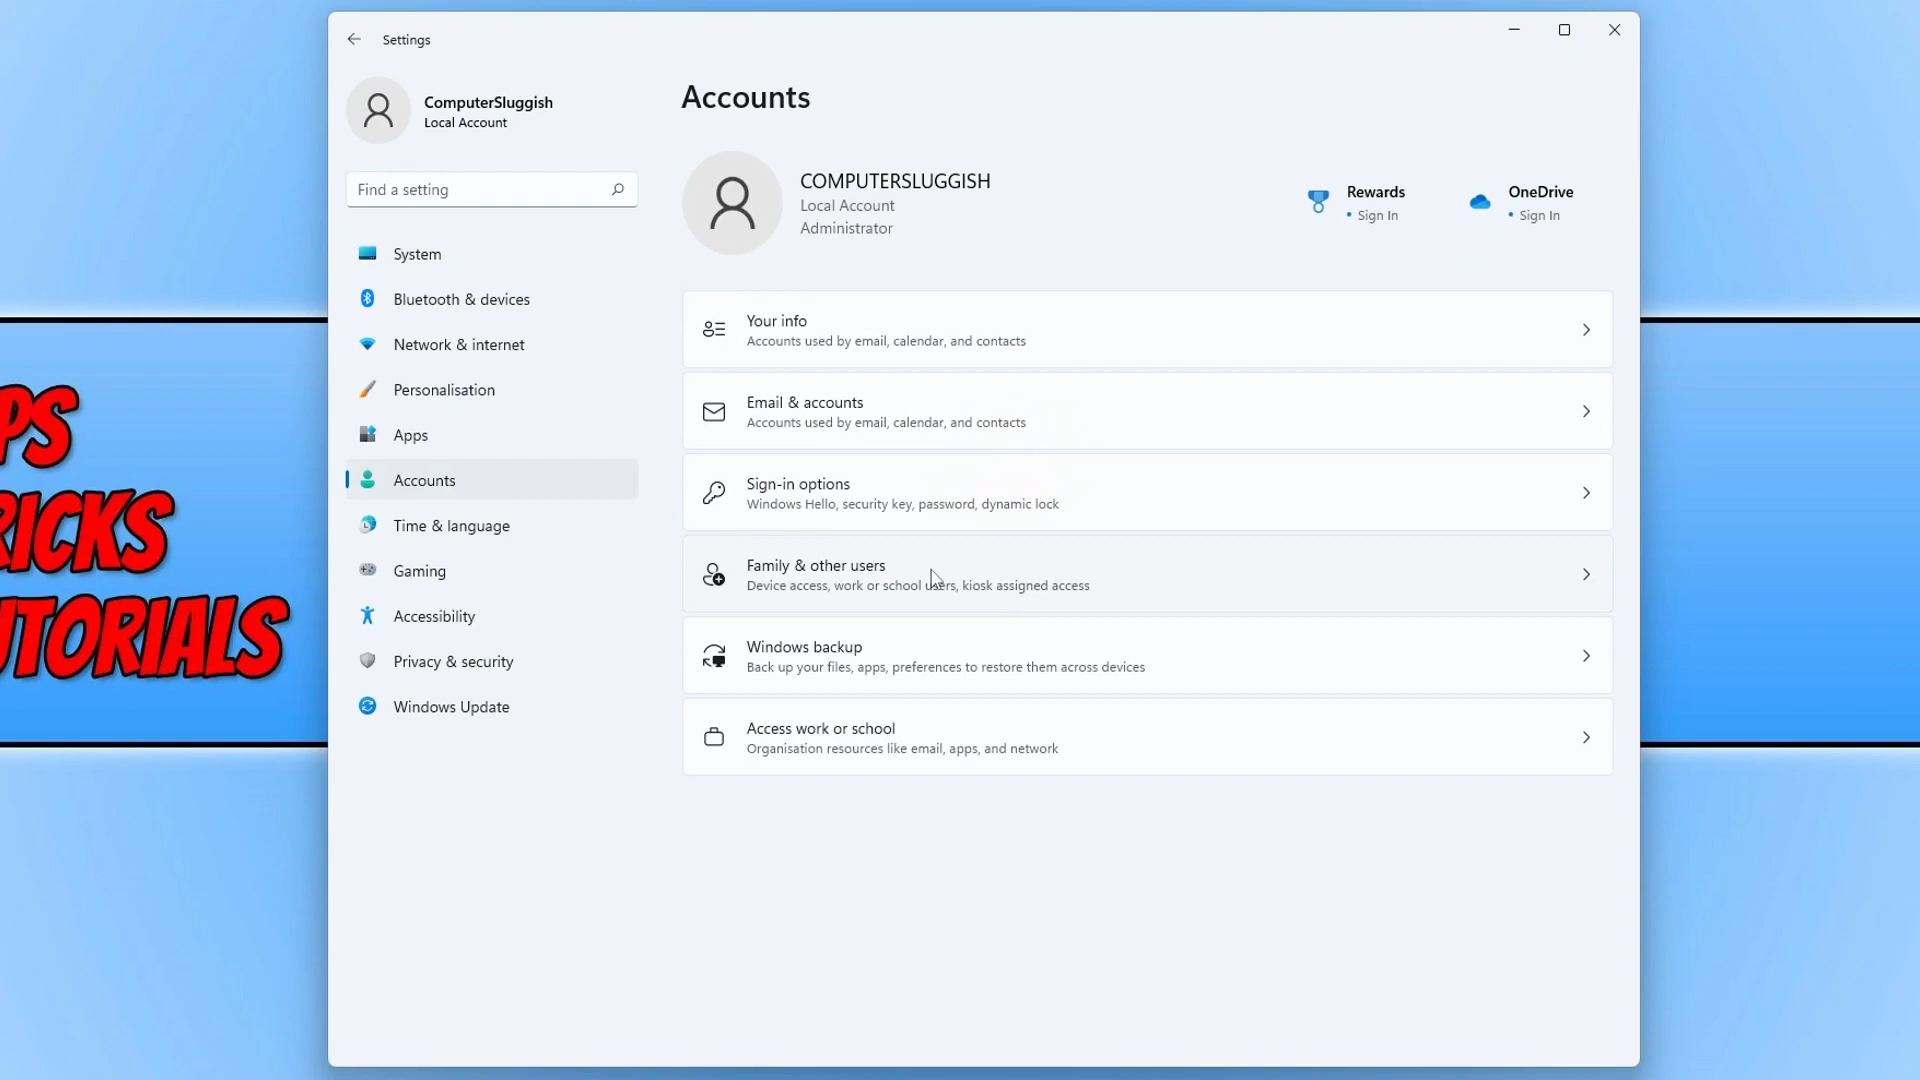 Settings
ComputerSluggish
Local Account
Find a setting
System
Bluetooth & devices
Network & internet
Personalisation
Apps
Accounts
Time & language
Gaming
Accessibility
Privacy & security
Windows Update
Accounts
COMPUTERSLUGGISH
Local Account
Administrator
Rewards
• Sign In
OneDrive
• Sign In
Your info
Accounts used by email, calendar, and contacts
Email & accounts
Accounts used by email, calendar, and contacts
Sign-in options
Windows Hello, security key, password, dynamic lock
Family & other users
Device access, work or school users, kiosk assigned access
Windows backup
Back up your files, apps, preferences to restore them across devices
Access work or school
Organisation resources like email, apps, and network
PS
RICKS
UTORIALS